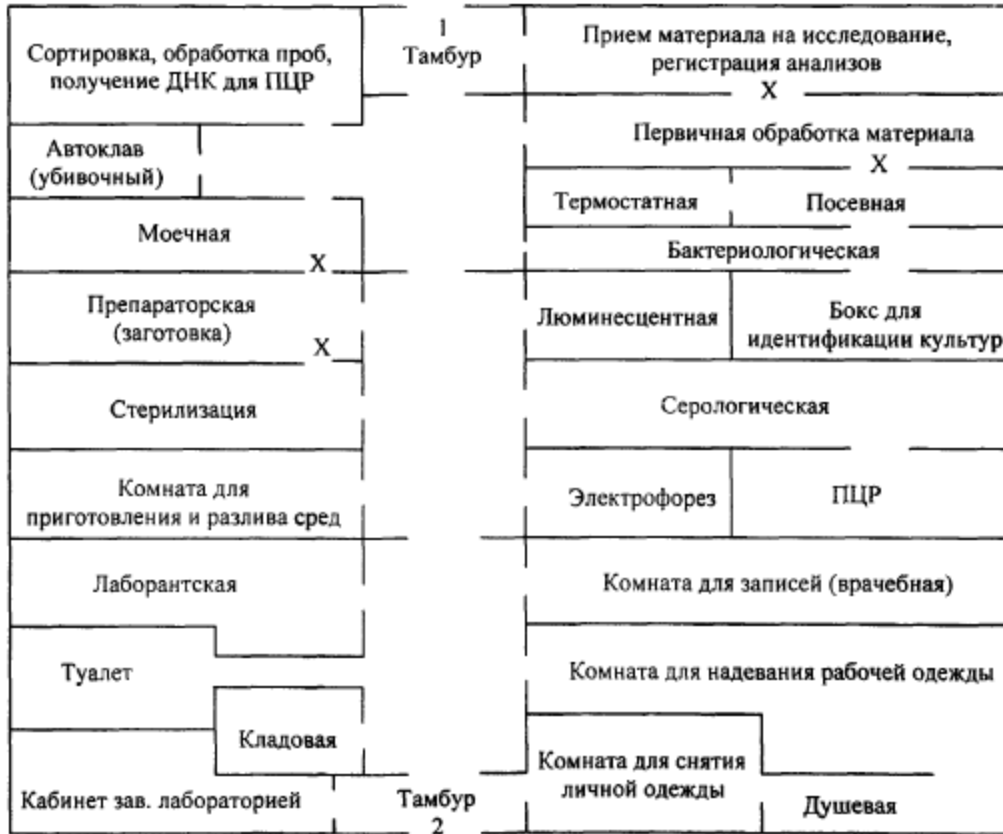 Сортировка, обработка проб,
получение ДНК для ПЦР
1
Тамбур
Прием материала на исследование,
регистрация анализов
X
Автоклав
(убивочный)
Первичная обработка материала
X
Термостатная
Посевная
Моечная
X
Бактериологическая
Препараторская
(заготовка)
X
Люминесцентная
Бокс для
идентификации культур
Стерилизация
Серологическая
Комната для
приготовления и разлива сред
Электрофорез
ПЦР
Лаборантская
Комната для записей (врачебная)
Туалет
Комната для надевания рабочей одежды
Кладовая
Комната для снятия
личной одежды
Кабинет зав. лабораторией
Тамбур
2
Душевая